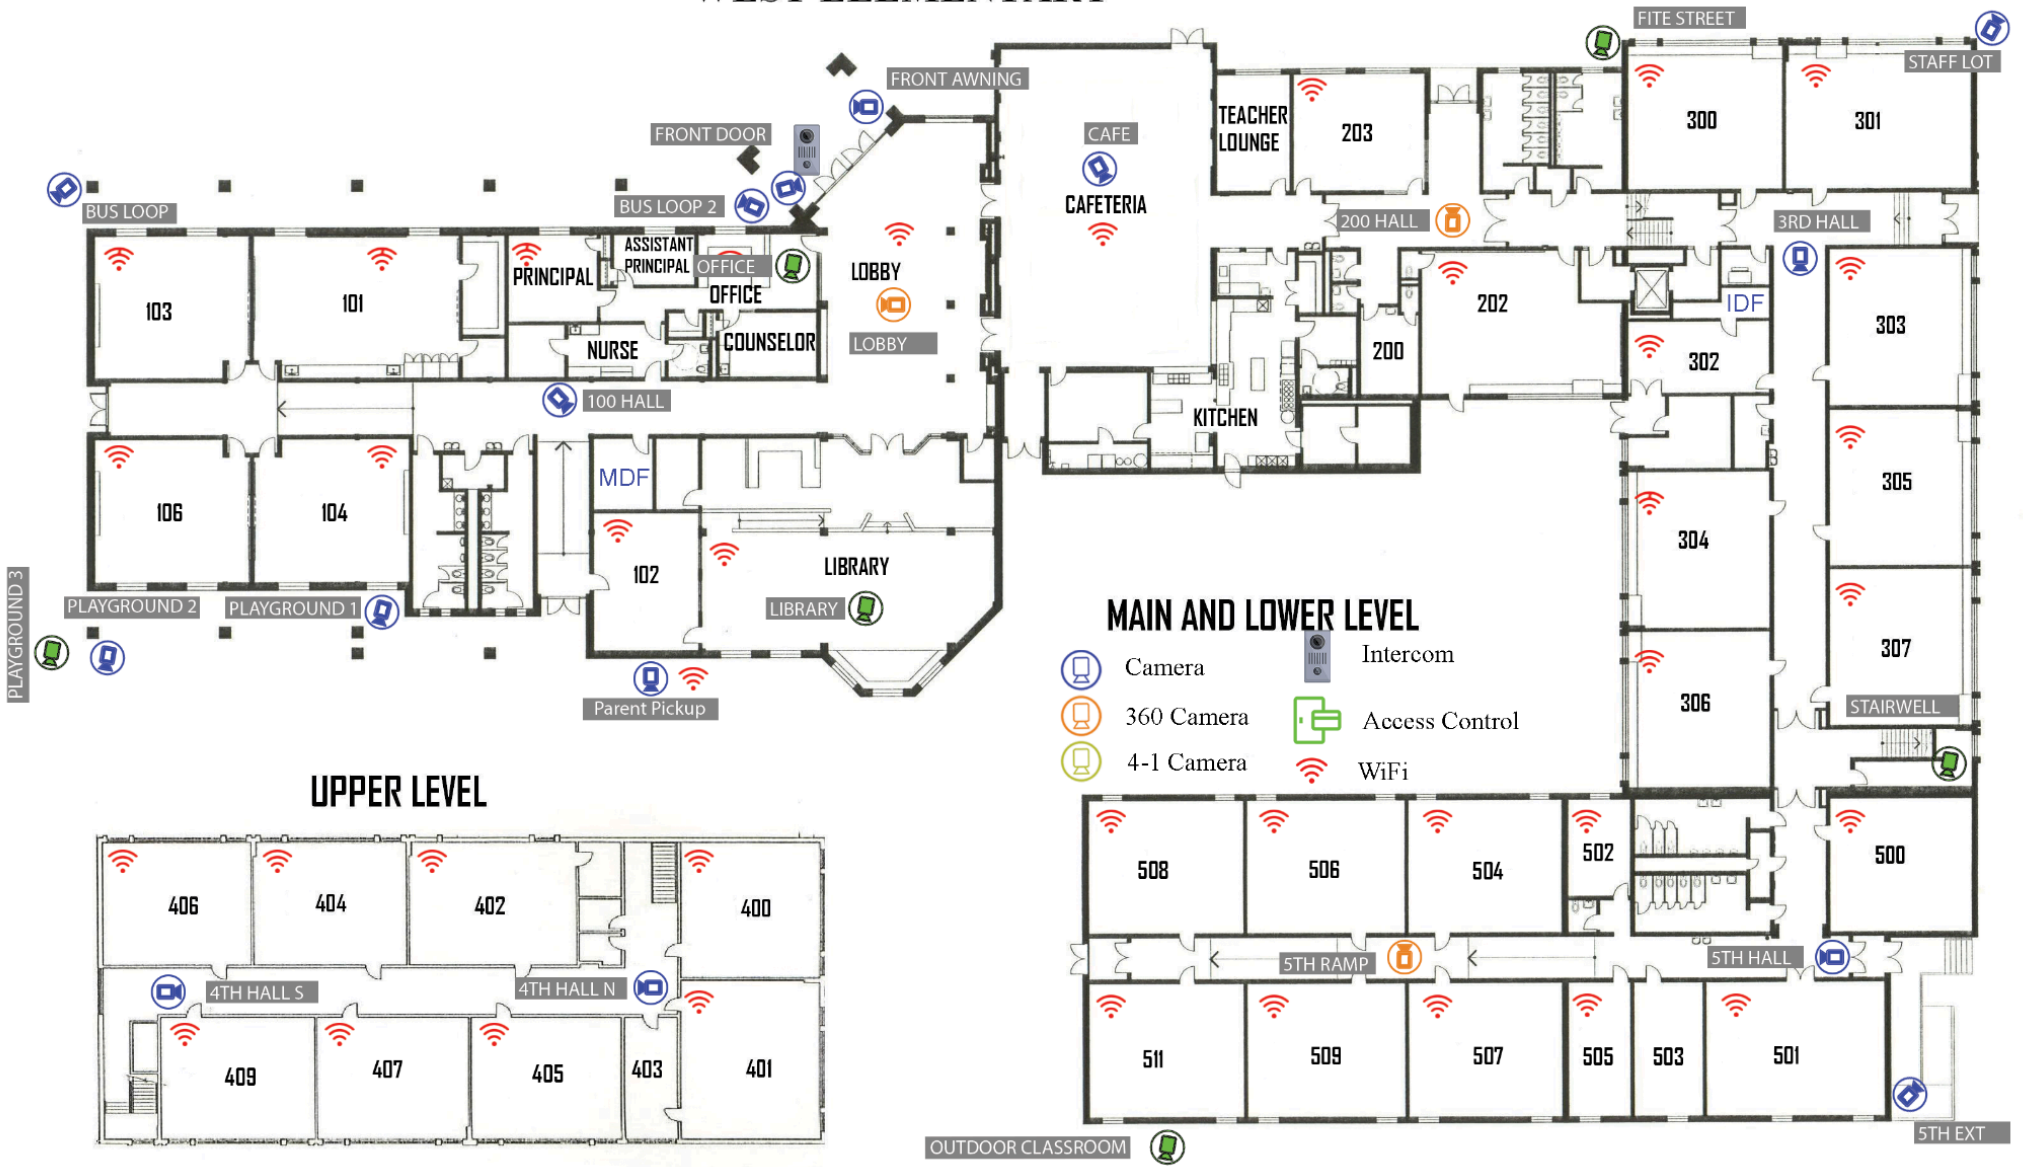 WEST ELEMENTARY
FITE STREET
STAFF LOT
FRONT AWNING
FRONT DOOR
CAFE
TEACHER
LOUNGE
203
300
301
BUS LOOP
BUS LOOP 2
CAFETERIA
200 HALL
3RD HALL
103
101
PRINCIPAL
ASSISTANT
PRINCIPAL
OFFICE
OFFICE
LOBBY
LOBBY
NURSE
COUNSELOR
202
200
IDF
302
303
100 HALL
KITCHEN
106
104
MDF
102
LIBRARY
LIBRARY
304
305
PLAYGROUND 3
PLAYGROUND 2
PLAYGROUND 1
Parent Pickup
306
307
STAIRWELL
MAIN AND LOWER LEVEL
Camera
Intercom
360 Camera
Access Control
4-1 Camera
WiFi
UPPER LEVEL
406
404
402
400
4TH HALL S
4TH HALL N
409
407
405
403
401
508
506
504
502
500
5TH RAMP
5TH HALL
511
509
507
505
503
501
OUTDOOR CLASSROOM
5TH EXT